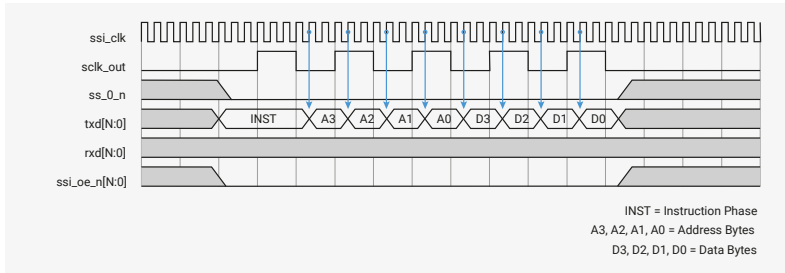 ssi_clk
sclk_out
ss_0_n
txd[N:0] INST A3 A2 A1 A0 D3 D2 D1 D0
rxd[N:0]
ssi_oe_n[N:0]
INST = Instruction Phase
A3, A2, A1, A0 = Address Bytes
D3, D2, D1, D0 = Data Bytes